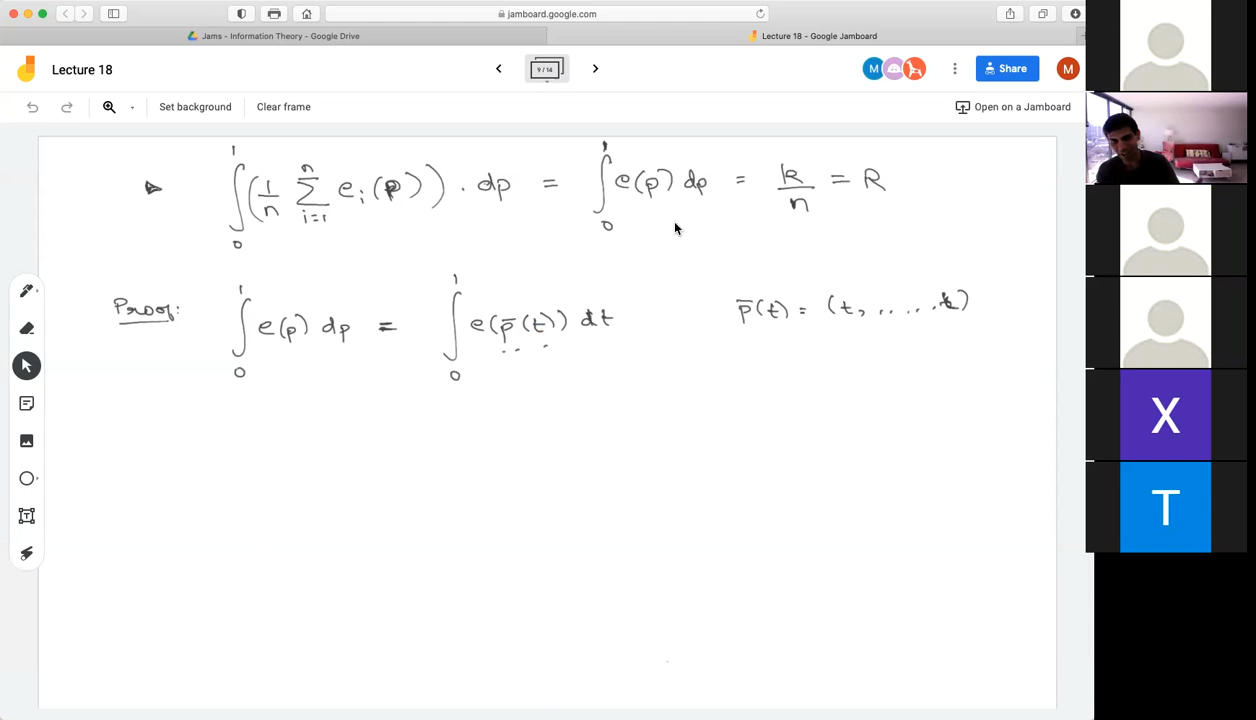 jamboard.google.com
Jams - Information Theory - Google Drive
Lecture 18 - Google Jamboard
Lecture 18
9 / 14
M
Share
M
Set background
Clear frame
Open on a Jamboard
∫₀¹ (1/n ∑ᵢ₌₁ⁿ eᵢ(p)) · dp = ∫₀¹ e(p) dp = k/n = R
Proof: ∫₀¹ e(p) dp = ∫₀¹ e(p̄(t)) dt p̄(t) = (t, ..... t)
X
T